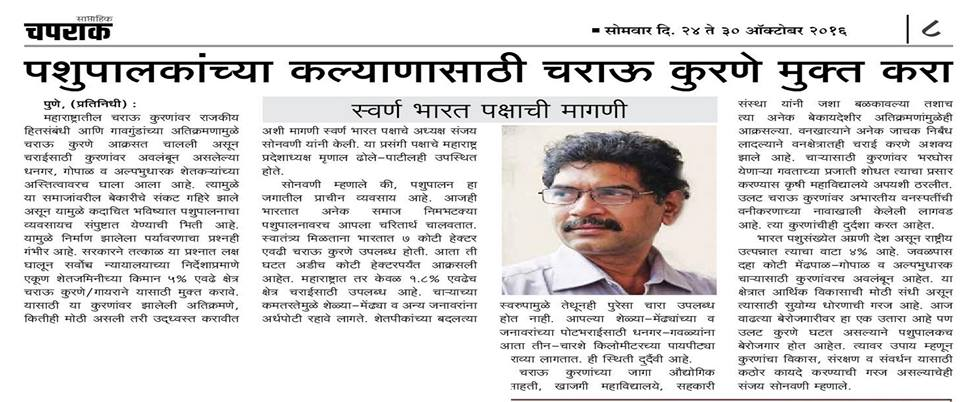 साप्ताहिक
चपराक
सोमवार दि. २४ ते ३० ऑक्टोबर २०१६
८
पशुपालकांच्या कल्याणासाठी चराऊ कुरणे मुक्त करा
स्वर्ण भारत पक्षाची मागणी
पुणे, (प्रतिनिधी) :
महाराष्ट्रातील चराऊ कुरणांवर राजकीय
हितसंबंधी आणि गावगुंडांच्या अतिक्रमणामुळे
चराऊ कुरणे आक्रसत चालली असून
चराईसाठी कुरणांवर अवलंबून असलेल्या
धनगर, गोपाळ व अल्पभुधारक शेतकऱ्यांच्या
अस्तित्वावरच घाला आला आहे. त्यामुळे
या समाजांवरील बेकारीचे संकट गहिरे झाले
असून यामुळे कदाचित भविष्यात पशुपालनाचा
व्यवसायच संपुष्टात येण्याची भिती आहे.
यामुळे निर्माण झालेला पर्यावरणाचा प्रश्नही
गंभीर आहे. सरकारने तत्काळ या प्रश्नात लक्ष
घालून सर्वोच्च न्यायालयाच्या निर्देशाप्रमाणे
एकूण शेतजमिनीच्या किमान ५% एवढे क्षेत्र
चराऊ कुरणे/गायराने यासाठी मुक्त करावे.
यासाठी या कुरणांवर झालेली अतिक्रमणे,
कितीही मोठी असली तरी उद्ध्वस्त करावीत
अशी मागणी स्वर्ण भारत पक्षाचे अध्यक्ष संजय
सोनवणी यांनी केली. या प्रसंगी पक्षाचे महाराष्ट्र
प्रदेशाध्यक्ष मृणाल ढोले-पाटीलही उपस्थित
होते.
सोनवणी म्हणाले की, पशुपालन हा
जगातील प्राचीन व्यवसाय आहे. आजही
भारतात अनेक समाज निमभटक्या
पशुपालनावरच आपला चरितार्थ चालवतात.
स्वातंत्र्य मिळताना भारतात ७ कोटी हेक्टर
एवढी चराऊ कुरणे उपलब्ध होती. आता ती
घटत अडीच कोटी हेक्टरपर्यंत आक्रसली
आहेत. महाराष्ट्रात तर केवळ १.८% एवढेच
क्षेत्र चराईसाठी उपलब्ध आहे. चाऱ्याच्या
कमतरतेमुळे शेळ्या-मेंढ्या व अन्य जनावरांना
अर्धपोटी रहावे लागते. शेतपीकांच्या बदलत्या
स्वरुपामुळे तेथूनही पुरेसा चारा उपलब्ध
होत नाही. आपल्या शेळ्या-मेंढ्यांच्या व
जनावरांच्या पोटभराईसाठी धनगर-गवळ्यांना
आता तीन-चारशे किलोमीटरच्या पायपीट्या
राव्या लागतात. ही स्थिती दुर्दैवी आहे.
चराऊ कुरणांच्या जागा औद्योगिक
साहती, खाजगी महाविद्यालये, सहकारी
संस्था यांनी जशा बळकावल्या तशाच
त्या अनेक बेकायदेशीर अतिक्रमणांमुळेही
आक्रसल्या. वनखात्याने अनेक जाचक निर्बंध
लादल्याने वनक्षेत्रातही चराई करणे अशक्य
झाले आहे. चाऱ्यासाठी कुरणांवर भरघोस
येणाऱ्या गवताच्या प्रजाती शोधत त्याचा प्रसार
करण्यास कृषी महाविद्यालये अपयशी ठरलीत.
उलट चराऊ कुरणांवर अभारतीय वनस्पतींची
वनीकरणाच्या नावाखाली केलेली लागवड
आहे. त्या कुरणांचीही दुर्दशा करत आहेत.
भारत पशुसंख्येत अग्रणी देश असून राष्ट्रीय
उत्पन्नात त्याचा वाटा ४% आहे. जवळपास
दहा कोटी मेंढपाळ-गोपाळ व अल्पभुधारक
चाऱ्यासाठी कुरणांवरच अवलंबून आहेत. या
क्षेत्रात आर्थिक विकासाची मोठी संधी असून
त्यासाठी सुयोग्य धोरणाची गरज आहे. आज
वाढत्या बेरोजगारीवर हा एक उतारा आहे पण
उलट कुरणे घटत असल्याने पशुपालकच
बेरोजगार होत आहेत. त्यावर उपाय म्हणून
कुरणांचा विकास, संरक्षण व संवर्धन यासाठी
कठोर कायदे करण्याची गरज असल्याचेही
संजय सोनवणी म्हणाले.